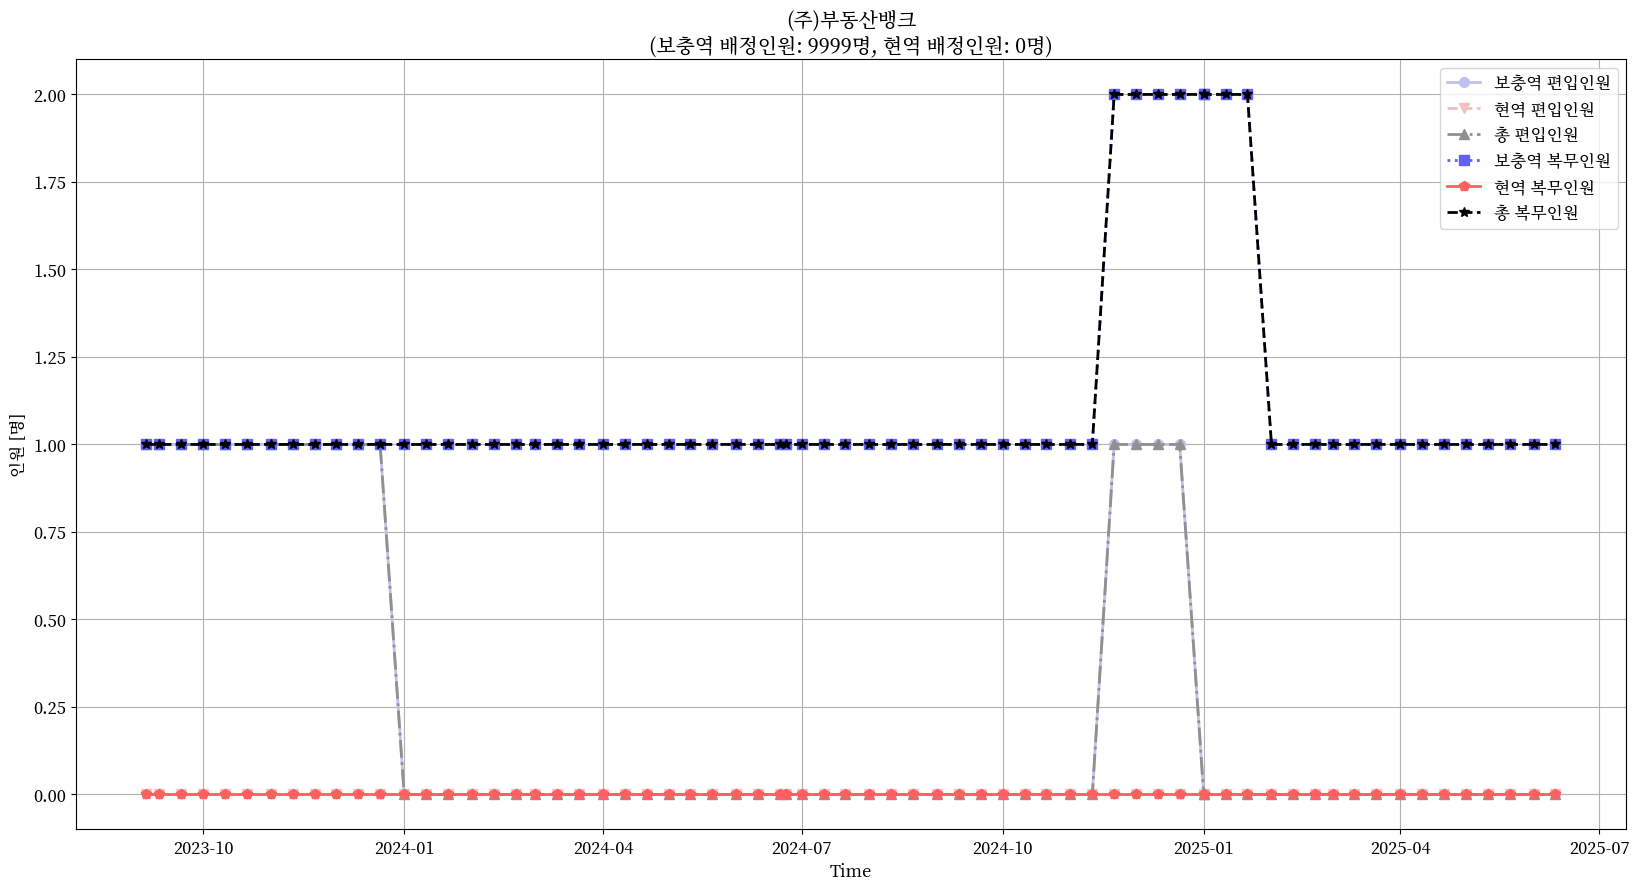 (주)부동산뱅크
(보충역 배정인원: 9999명, 현역 배정인원: 0명)
보충역 편입인원
현역 편입인원
총 편입인원
보충역 복무인원
현역 복무인원
총 복무인원
인원 [명]
2.00
1.75
1.50
1.25
1.00
0.75
0.50
0.25
0.00
2023-10
2024-01
2024-04
2024-07
2024-10
2025-01
2025-04
2025-07
Time